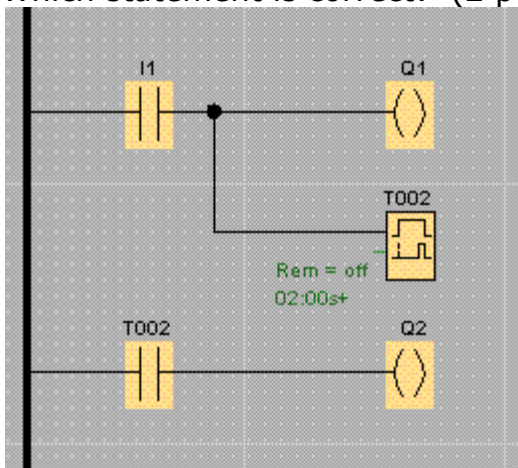 which statement is correct? (2 p
I1
Q1
T002
Rem = off
02:00s+
T002
Q2